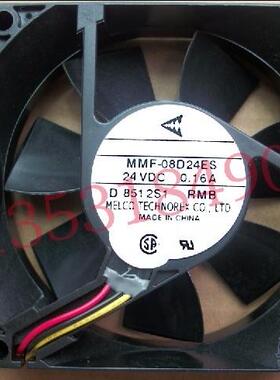 MMF-08D24ES
24VDC 0.16A
D 8512S1 RMB
MELCO TECHNOREX CO., LTD
MADE IN CHINA